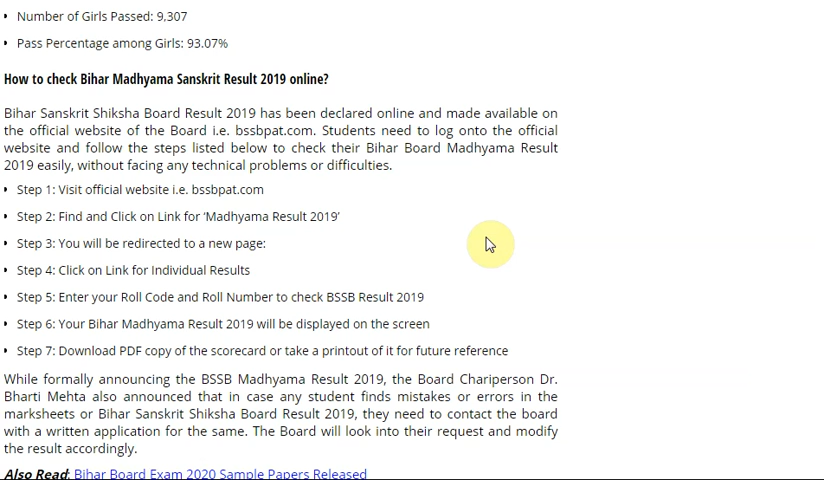 Number of Girls Passed: 9,307
Pass Percentage among Girls: 93.07%
How to check Bihar Madhyama Sanskrit Result 2019 online?
Bihar Sanskrit Shiksha Board Result 2019 has been declared online and made available on
the official website of the Board i.e. bssbpat.com. Students need to log onto the official
website and follow the steps listed below to check their Bihar Board Madhyama Result
2019 easily, without facing any technical problems or difficulties.
Step 1: Visit official website i.e. bssbpat.com
Step 2: Find and Click on Link for ‘Madhyama Result 2019’
Step 3: You will be redirected to a new page:
Step 4: Click on Link for Individual Results
Step 5: Enter your Roll Code and Roll Number to check BSSB Result 2019
Step 6: Your Bihar Madhyama Result 2019 will be displayed on the screen
Step 7: Download PDF copy of the scorecard or take a printout of it for future reference
While formally announcing the BSSB Madhyama Result 2019, the Board Chariperson Dr.
Bharti Mehta also announced that in case any student finds mistakes or errors in the
marksheets or Bihar Sanskrit Shiksha Board Result 2019, they need to contact the board
with a written application for the same. The Board will look into their request and modify
the result accordingly.
Also Read: Bihar Board Exam 2020 Sample Papers Released